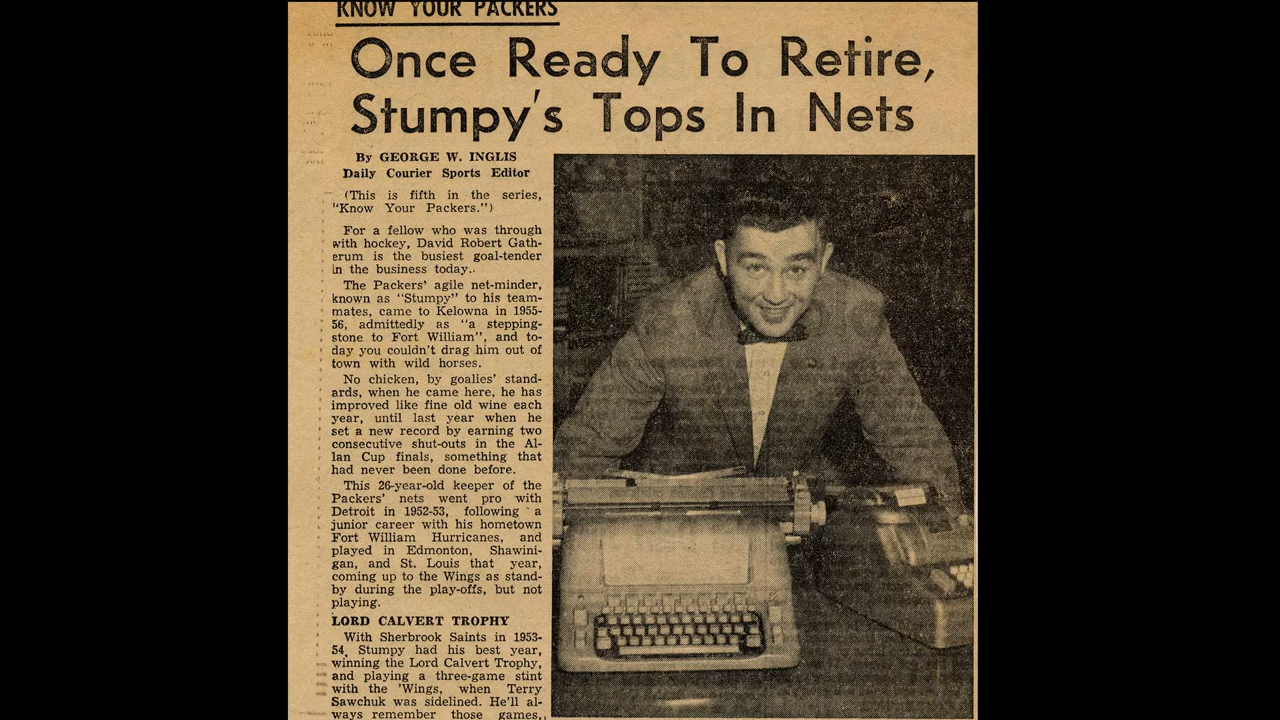 KNOW YOUR PACKERS
Once Ready To Retire,
Stumpy's Tops In Nets
By GEORGE W. INGLIS
Daily Courier Sports Editor
(This is fifth in the series,
"Know Your Packers.")
For a fellow who was through
with hockey, David Robert Gath-
erum is the busiest goal-tender
in the business today..
The Packers' agile net-minder,
known as "Stumpy" to his team-
mates, came to Kelowna in 1955-
56, admittedly as "a stepping-
stone to Fort William", and to-
day you couldn't drag him out of
town with wild horses.
No chicken, by goalies' stand-
ards, when he came here, he has
improved like fine old wine each
year, until last year when he
set a new record by earning two
consecutive shut-outs in the Al-
lan Cup finals, something that
had never been done before.
This 26-year-old keeper of the
Packers' nets went pro with
Detroit in 1952-53, following a
junior career with his hometown
Fort William Hurricanes, and
played in Edmonton, Shawini-
gan, and St. Louis that year,
coming up to the Wings as stand-
by during the play-offs, but not
playing.
LORD CALVERT TROPHY
With Sherbrook Saints in 1953-
54, Stumpy had his best year,
winning the Lord Calvert Trophy,
and playing a three-game stint
with the 'Wings, when Terry
Sawchuk was sidelined. He'll al-
ways remember those games,